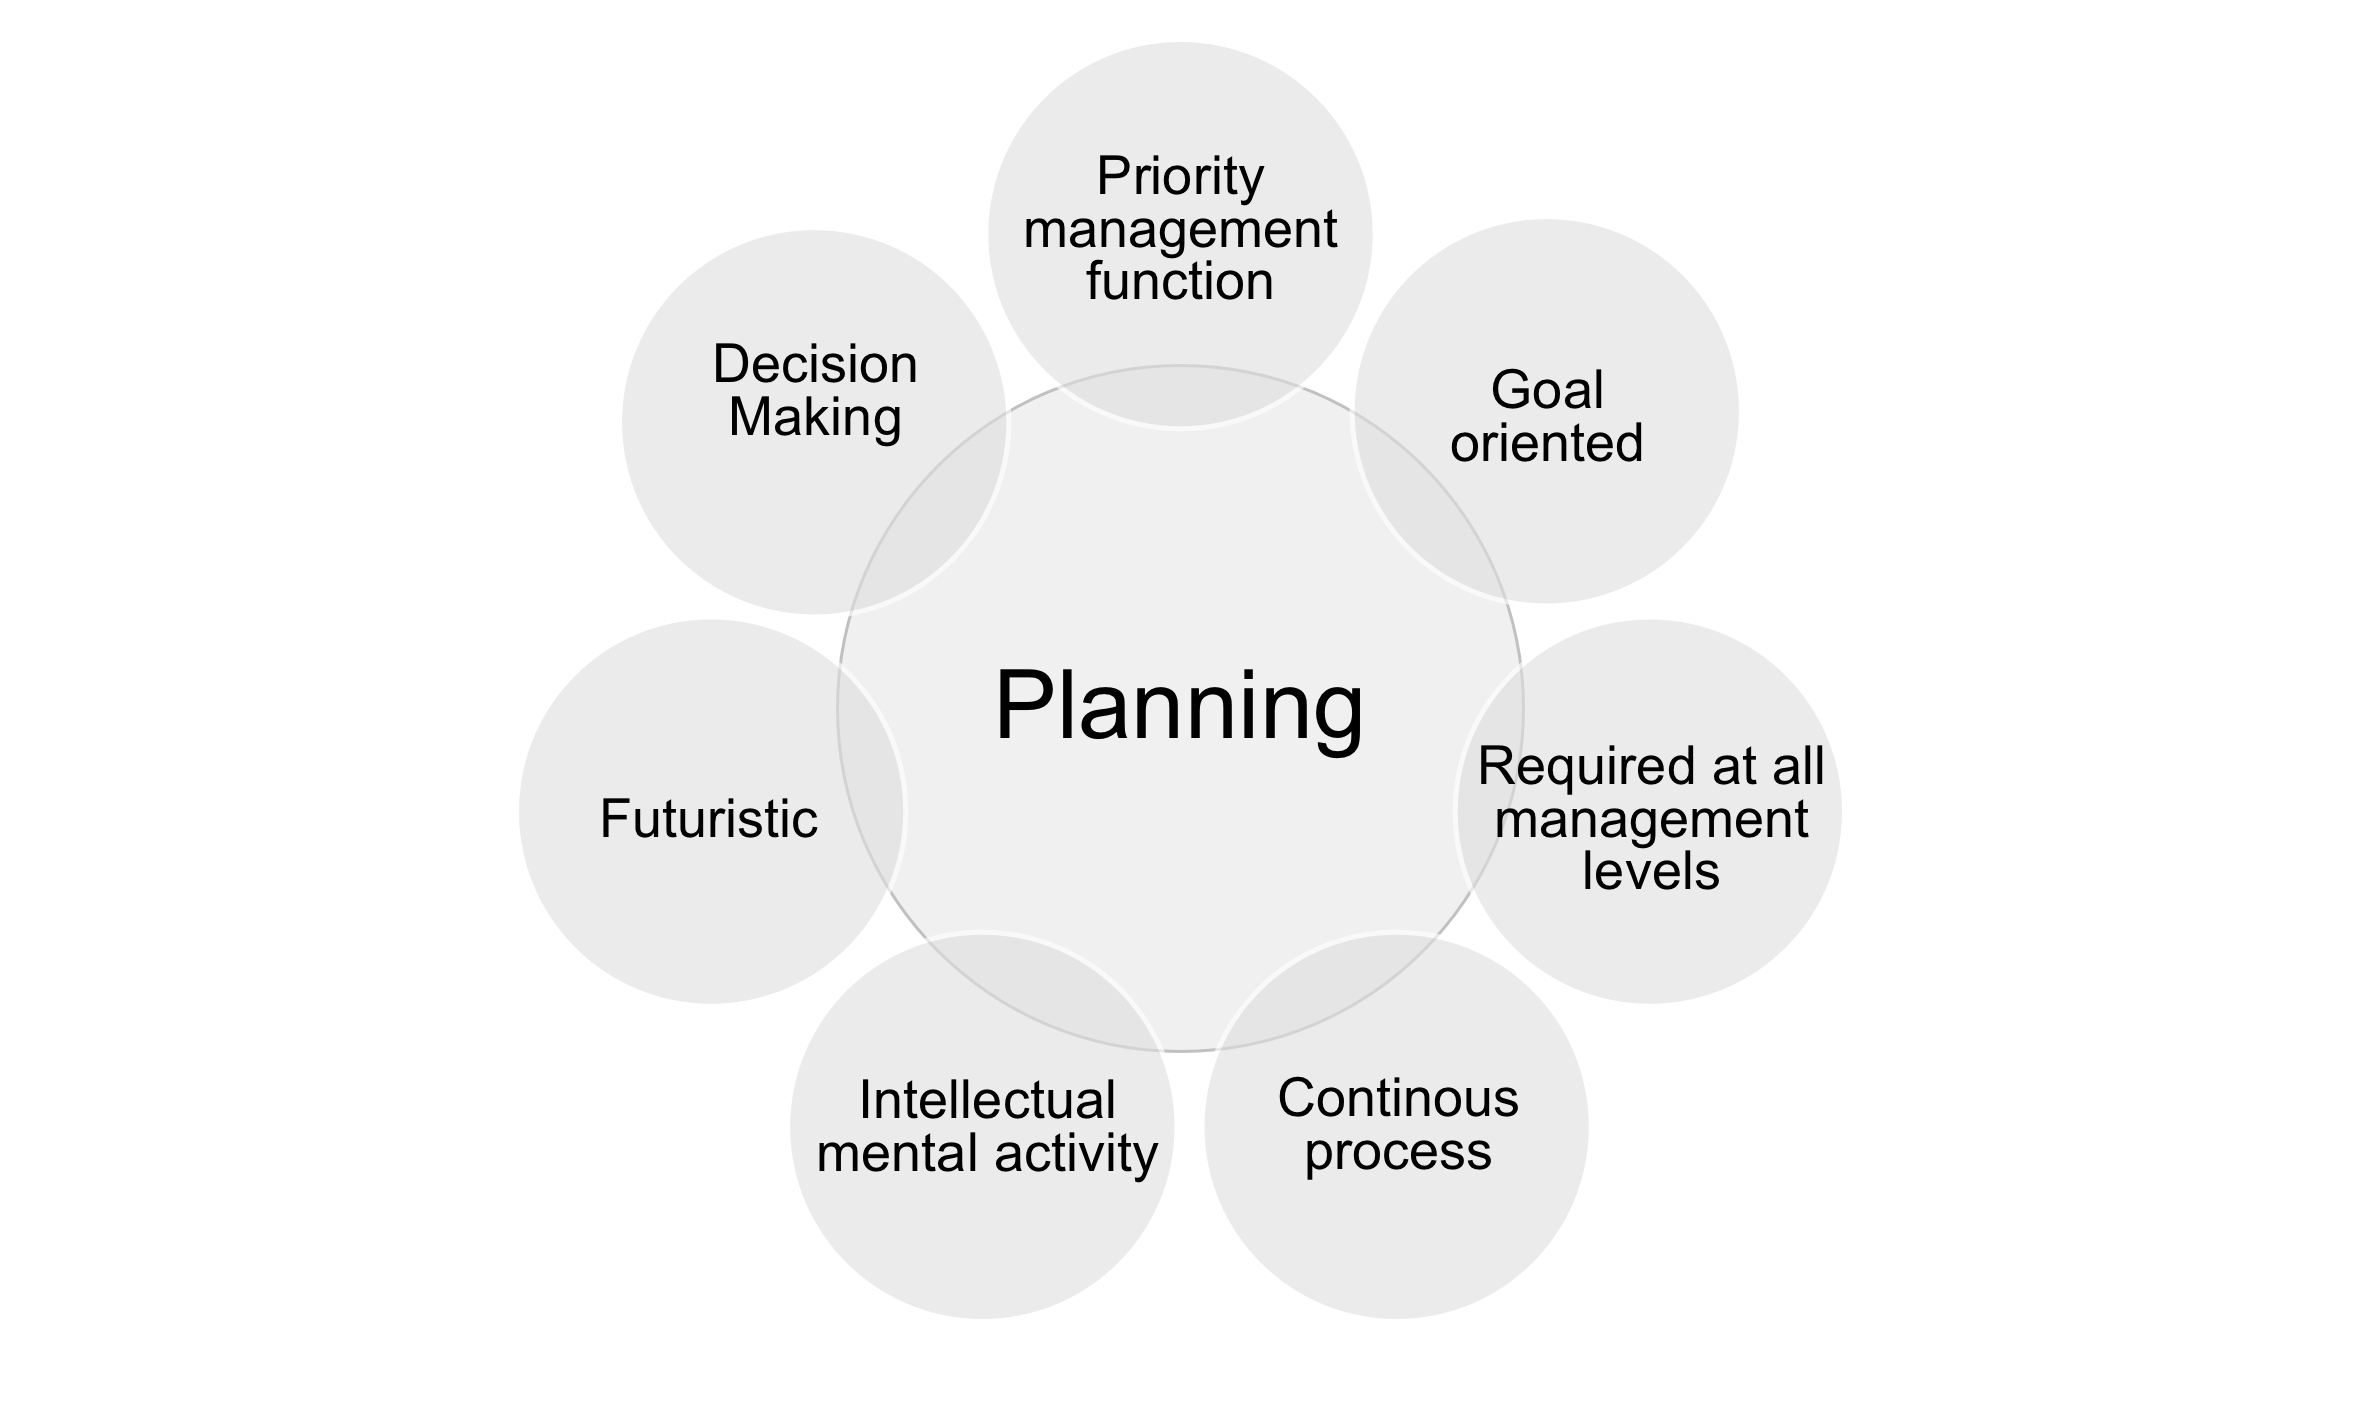 Priority
management
function
Goal
oriented
Required at all
management
levels
Continous
process
Intellectual
mental activity
Futuristic
Decision
Making
Planning